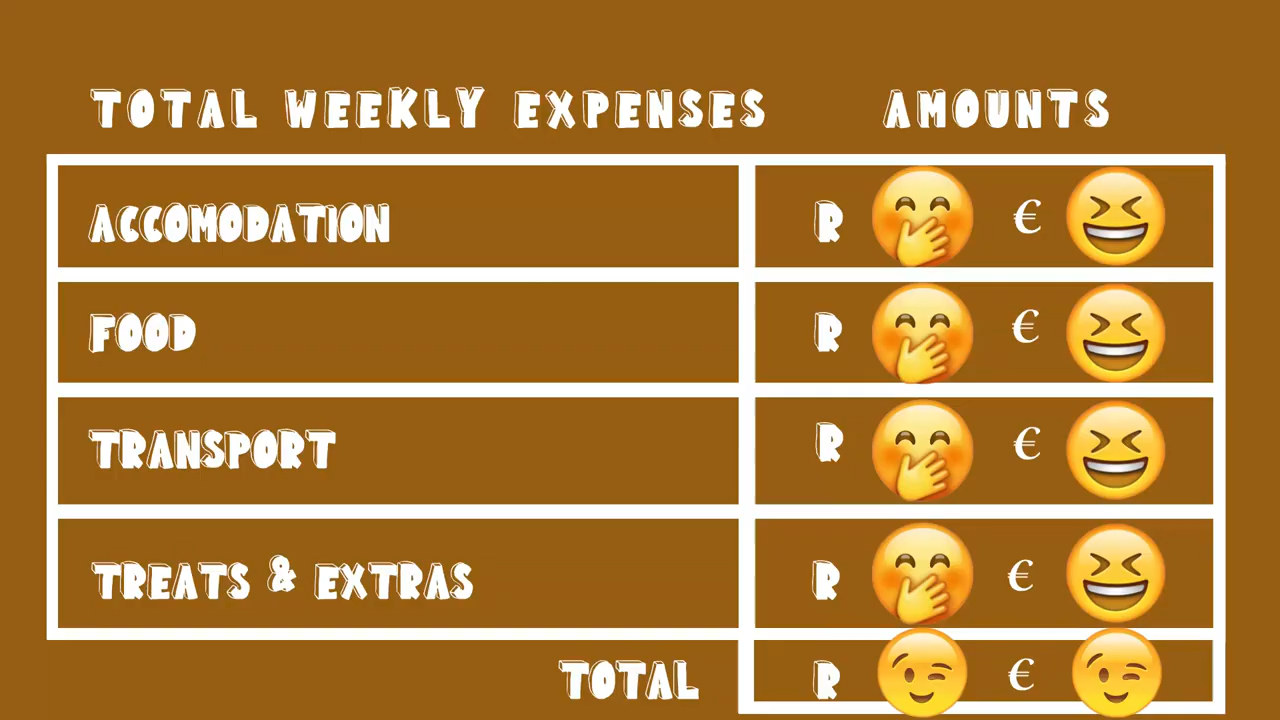 TOTAL WEEKLY EXPENSES AMOUNTS
ACCOMODATION R €
FOOD R €
TRANSPORT R €
TREATS & EXTRAS R €
TOTAL R €